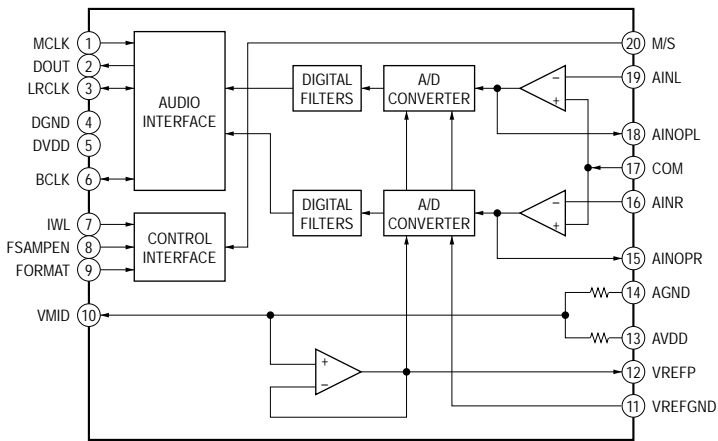 MCLK 1
DOUT 2
LRCLK 3
DGND 4
DVDD 5
BCLK 6
IWL 7
FSAMPEN 8
FORMAT 9
VMID 10
AUDIO
INTERFACE
CONTROL
INTERFACE
DIGITAL
FILTERS
A/D
CONVERTER
− +
DIGITAL
FILTERS
A/D
CONVERTER
− +
+ −
20 M/S
19 AINL
18 AINOPL
17 COM
16 AINR
15 AINOPR
14 AGND
13 AVDD
12 VREFP
11 VREFGND